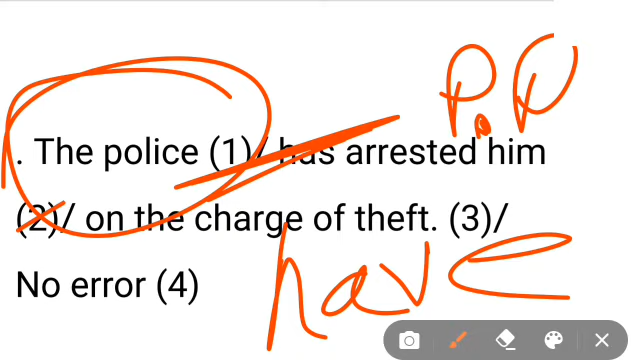 P.P
. The police (1)/ has arrested him
(2)/ on the charge of theft. (3)/
No error (4)
have